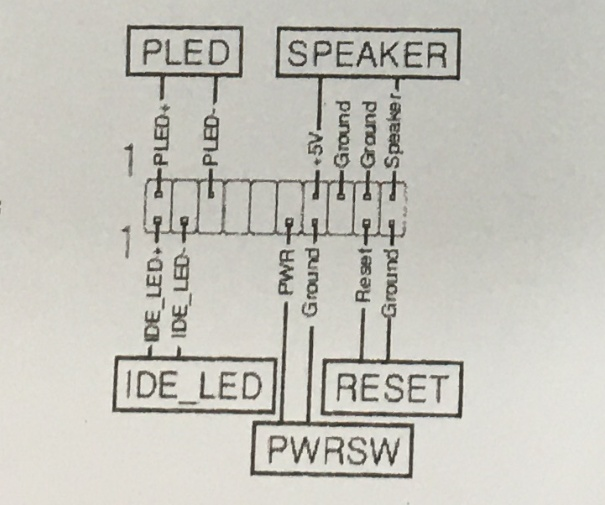 PLED SPEAKER
PLED+ PLED- +5V Ground Ground Speaker
1
1
IDE_LED+ IDE_LED- PWR Ground Reset Ground
IDE_LED RESET
PWRSW